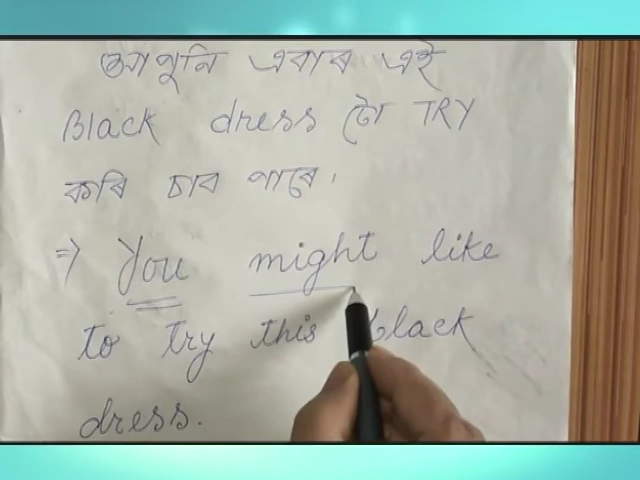 আপুনি এবাৰ এই
Black dress টো TRY
কৰি চাব পাৰে।
⇒ You might like
to try this black
dress.